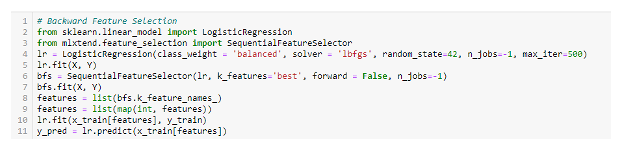 1 # Backward Feature Selection
2 from sklearn.linear_model import LogisticRegression
3 from mlxtend.feature_selection import SequentialFeatureSelector
4 lr = LogisticRegression(class_weight = 'balanced', solver = 'lbfgs', random_state=42, n_jobs=-1, max_iter=500)
5 lr.fit(X, Y)
6 bfs = SequentialFeatureSelector(lr, k_features='best', forward = False, n_jobs=-1)
7 bfs.fit(X, Y)
8 features = list(bfs.k_feature_names_)
9 features = list(map(int, features))
10 lr.fit(x_train[features], y_train)
11 y_pred = lr.predict(x_train[features])